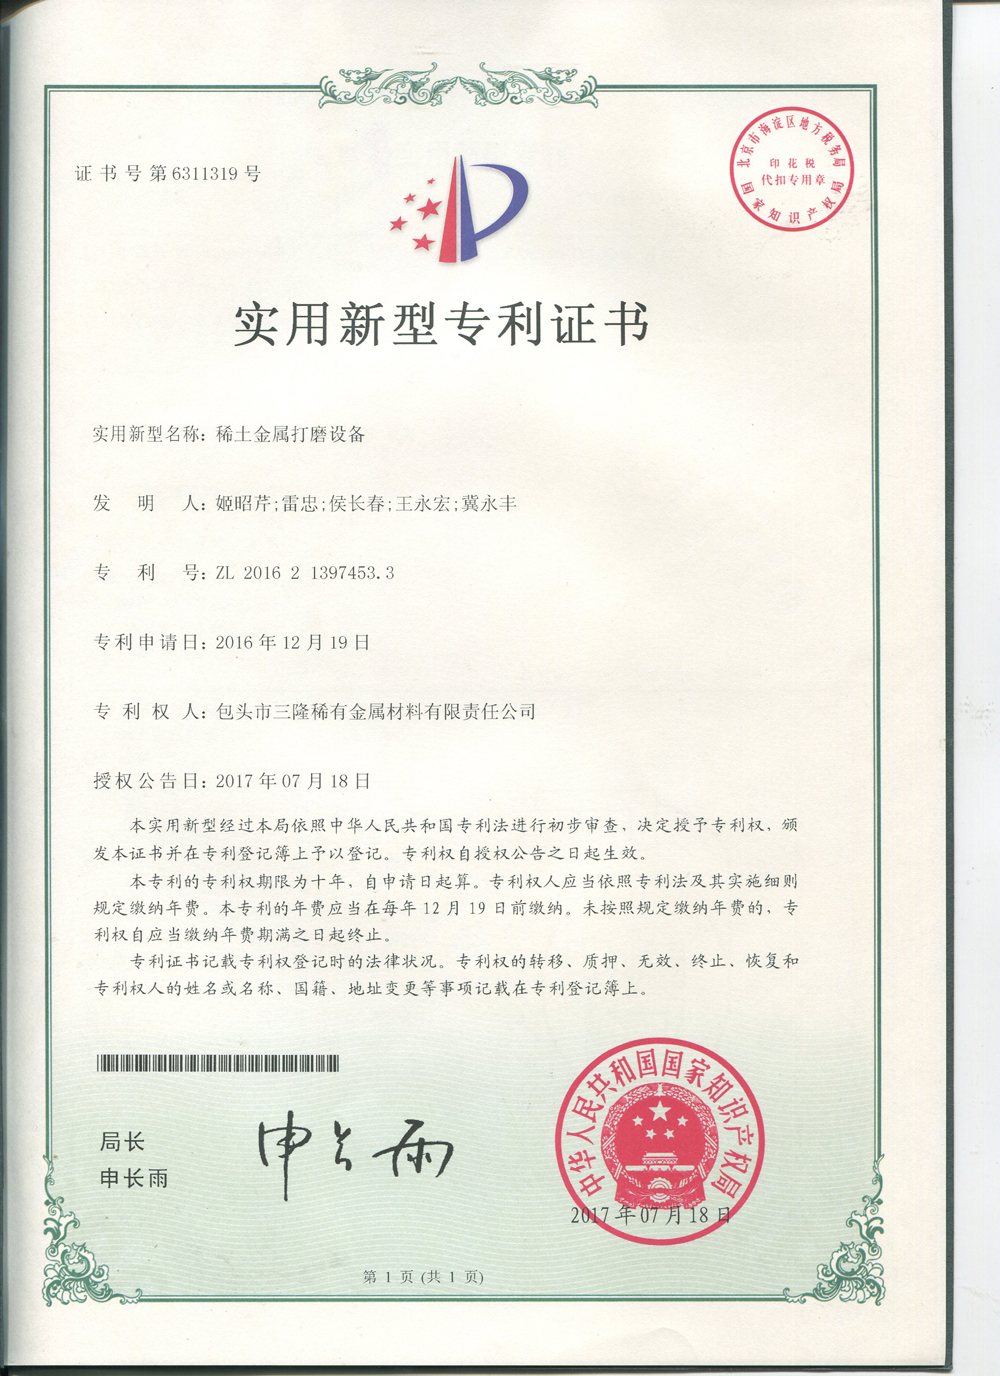 证书号第6311319号
北京市海淀区地方税务局
印花税
代扣专用章
国家知识产权局
实用新型专利证书
实用新型名称：稀土金属打磨设备
发明人：姬昭芹;雷忠;侯长春;王永宏;冀永丰
专利号：ZL 2016 2 1397453.3
专利申请日：2016年12月19日
专利权人：包头市三隆稀有金属材料有限责任公司
授权公告日：2017年07月18日
本实用新型经过本局依照中华人民共和国专利法进行初步审查，决定授予专利权，颁
发本证书并在专利登记簿上予以登记。专利权自授权公告之日起生效。
本专利的专利权期限为十年，自申请日起算。专利权人应当依照专利法及其实施细则
规定缴纳年费。本专利的年费应当在每年12月19日前缴纳。未按照规定缴纳年费的，专
利权自应当缴纳年费期满之日起终止。
专利证书记载专利权登记时的法律状况。专利权的转移、质押、无效、终止、恢复和
专利权人的姓名或名称、国籍、地址变更等事项记载在专利登记簿上。
局长
申长雨
申长雨
中华人民共和国国家知识产权局
2017年07月18日
第1页(共1页)